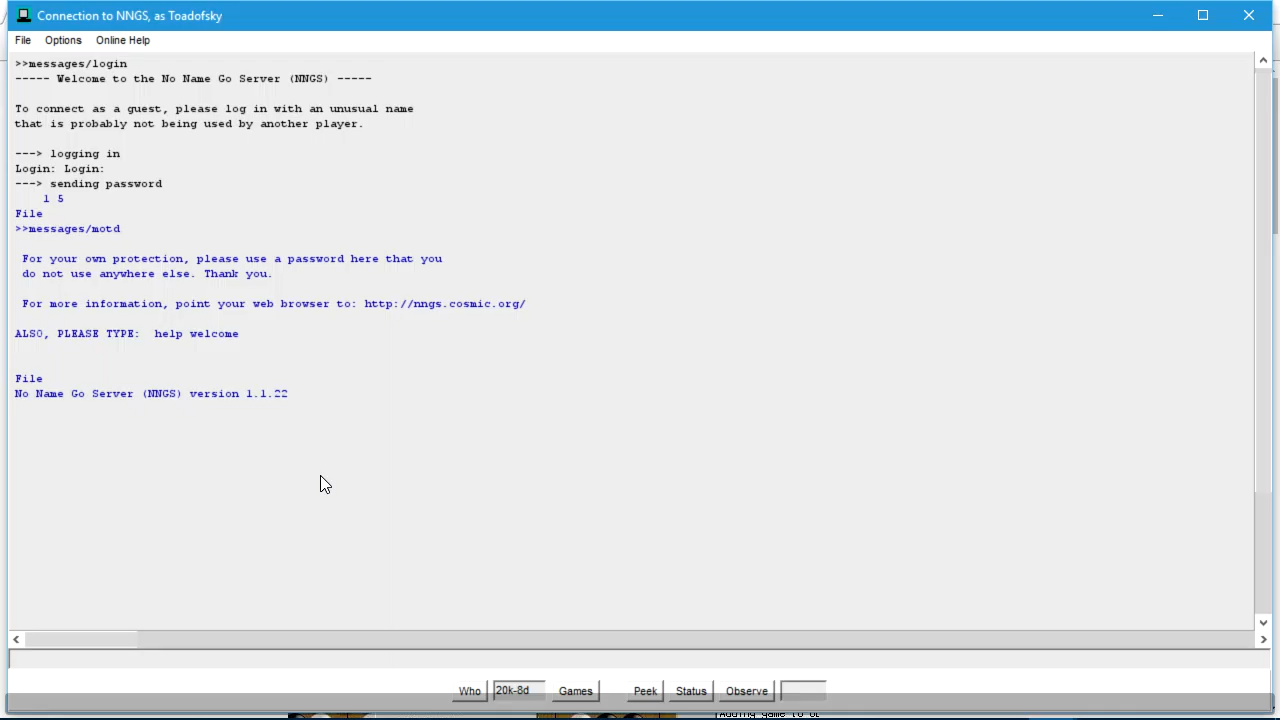 Connection to NNGS, as Toadofsky
File Options Online Help
>>messages/login
----- Welcome to the No Name Go Server (NNGS) -----
To connect as a guest, please log in with an unusual name
that is probably not being used by another player.
---> logging in
Login: Login:
---> sending password
1 5
File
>>messages/motd
For your own protection, please use a password here that you
do not use anywhere else. Thank you.
For more information, point your web browser to: http://nngs.cosmic.org/
ALSO, PLEASE TYPE:  help welcome
File
No Name Go Server (NNGS) version 1.1.22
Who 20k-8d Games Peek Status Observe